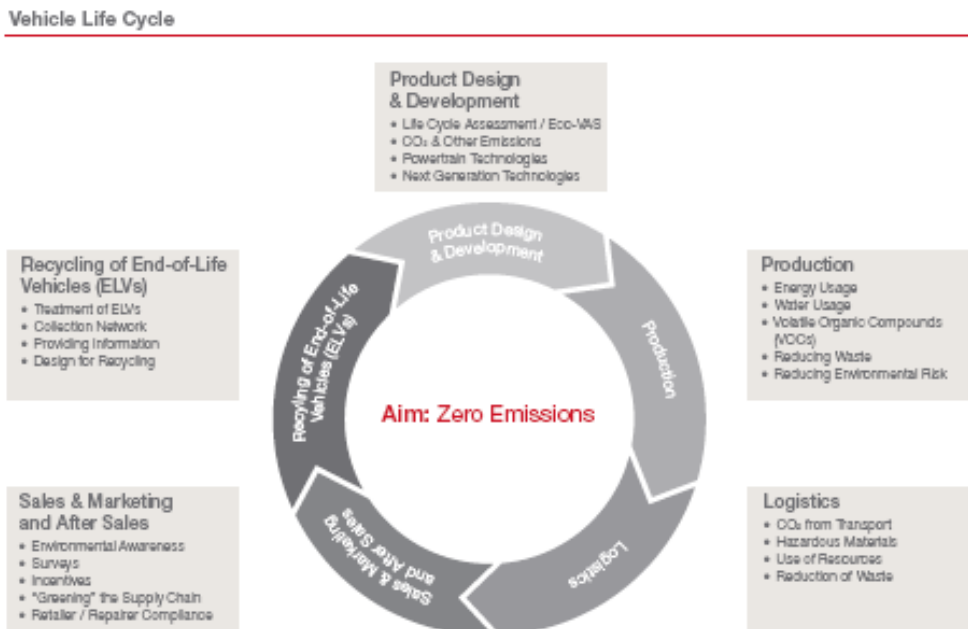 Vehicle Life Cycle
Product Design
& Development
• Life Cycle Assessment / Eco-VAS
• CO₂ & Other Emissions
• Powertrain Technologies
• Next Generation Technologies
Recycling of End-of-Life
Vehicles (ELVs)
• Treatment of ELVs
• Collection Network
• Providing Information
• Design for Recycling
Production
• Energy Usage
• Water Usage
• Volatile Organic Compounds
(VOCs)
• Reducing Waste
• Reducing Environmental Risk
Sales & Marketing
and After Sales
• Environmental Awareness
• Surveys
• Incentives
• "Greening" the Supply Chain
• Retailer / Repairer Compliance
Logistics
• CO₂ from Transport
• Hazardous Materials
• Use of Resources
• Reduction of Waste
Product Design
& Development
Production
Logistics
Sales & Marketing
and After Sales
Recyling of End-of-Life
Vehicles (ELVs)
Aim: Zero Emissions